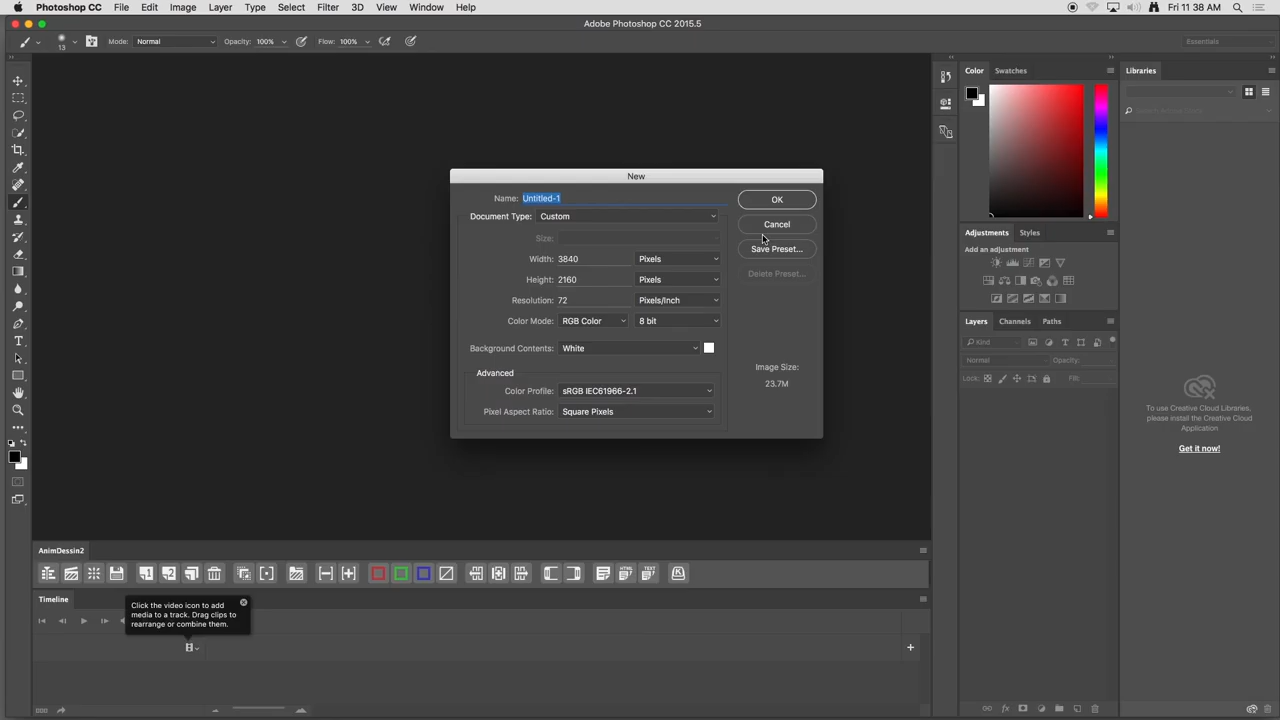 Photoshop CC File Edit Image Layer Type Select Filter 3D View Window Help Fri 11:38 AM
Adobe Photoshop CC 2015.5
13 Mode: Normal Opacity: 100% Flow: 100% Essentials
Color Swatches
Libraries
New
Name: Untitled-1
OK
Document Type: Custom
Cancel
Size:
Width: 3840 Pixels
Save Preset...
Height: 2160 Pixels
Delete Preset...
Resolution: 72 Pixels/Inch
Color Mode: RGB Color 8 bit
Background Contents: White
Image Size:
23.7M
Advanced
Color Profile: sRGB IEC61966-2.1
Pixel Aspect Ratio: Square Pixels
Adjustments Styles
Add an adjustment
Layers Channels Paths
Kind
Normal Opacity:
Lock: Fill:
To use Creative Cloud Libraries,
please install the Creative Cloud
Application
Get it now!
AnimDessin2
1 2 HTML TEXT K
Timeline
Click the video icon to add
media to a track. Drag clips to
rearrange or combine them.